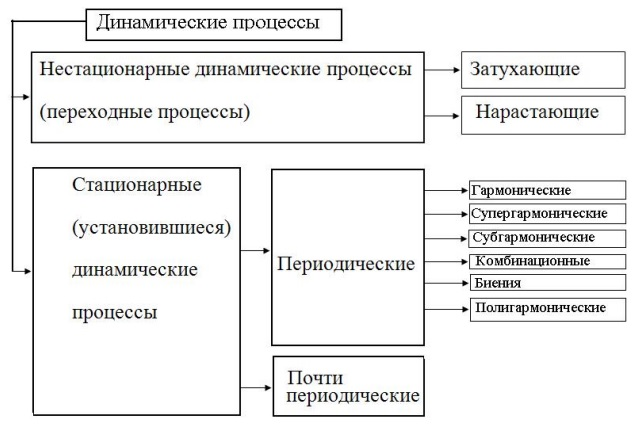 Динамические процессы
Нестационарные динамические процессы
(переходные процессы)
Затухающие
Нарастающие
Стационарные
(установившиеся)
динамические
процессы
Периодические
Гармонические
Супергармонические
Субгармонические
Комбинационные
Биения
Полигармонические
Почти
периодические